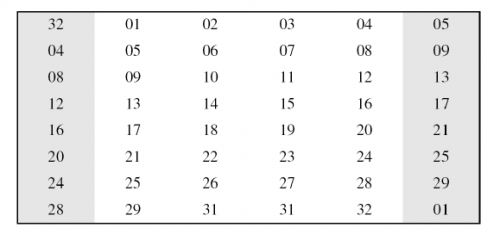 32 01 02 03 04 05
04 05 06 07 08 09
08 09 10 11 12 13
12 13 14 15 16 17
16 17 18 19 20 21
20 21 22 23 24 25
24 25 26 27 28 29
28 29 31 31 32 01